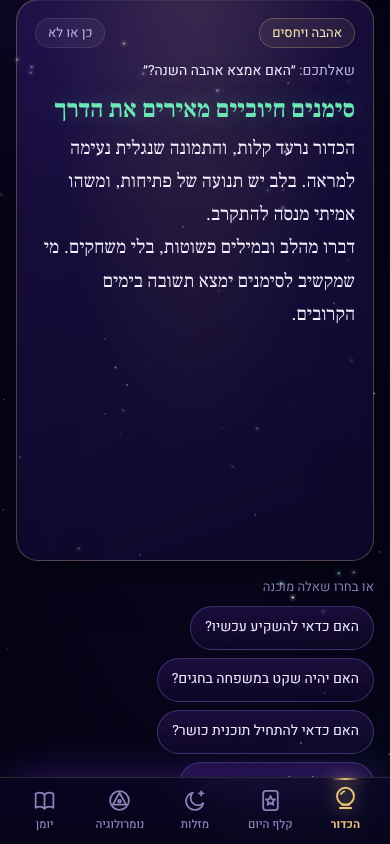 אהבה ויחסים
כן או לא
שאלתכם: "האם אמצא אהבה השנה?"
סימנים חיוביים מאירים את הדרך
הכדור נרעד קלות, והתמונה שנגלית נעימה
למראה. בלב יש תנועה של פתיחות, ומשהו
אמיתי מנסה להתקרב.
דברו מהלב ובמילים פשוטות, בלי משחקים. מי
שמקשיב לסימנים ימצא תשובה בימים
הקרובים.
או בחרו שאלה מוכנה
האם כדאי להשקיע עכשיו?
האם יהיה שקט במשפחה בחגים?
האם כדאי להתחיל תוכנית כושר?
הכדור
קלף היום
מזלות
נומרולוגיה
יומן